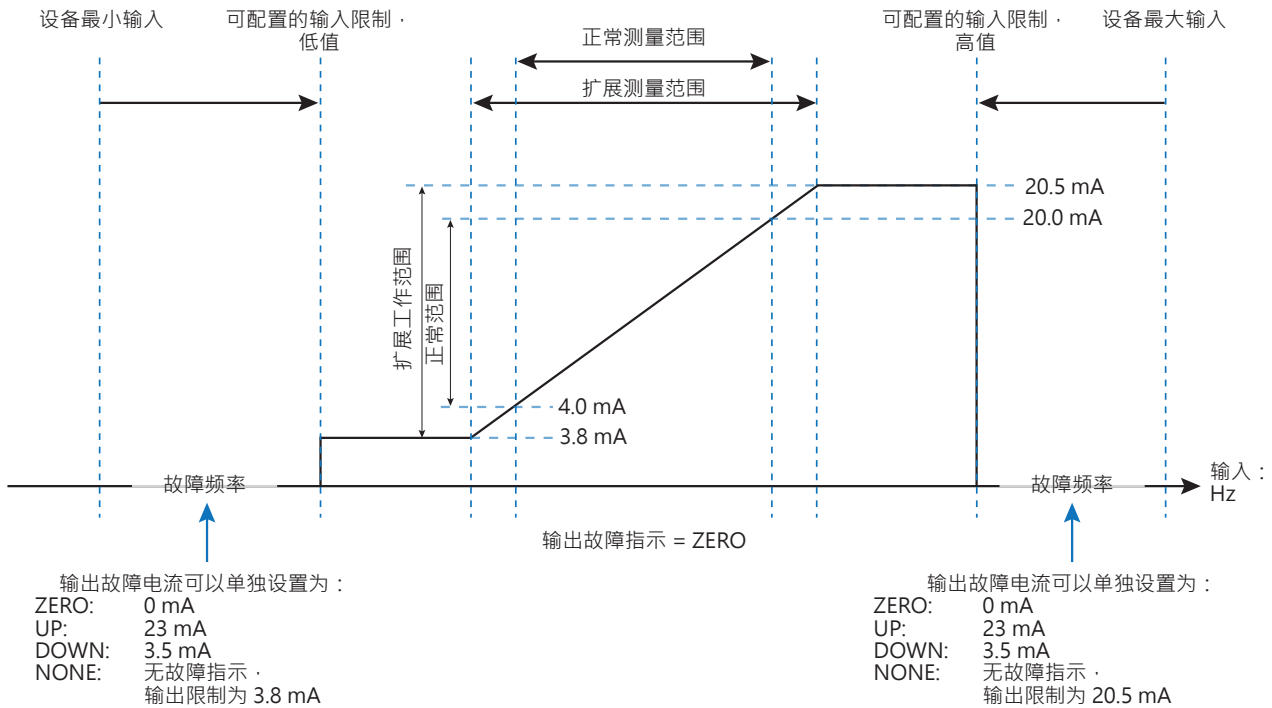 设备最小输入
可配置的输入限制，
低值
正常测量范围
扩展测量范围
可配置的输入限制，
高值
设备最大输入
20.5 mA
20.0 mA
扩展工作范围
正常范围
4.0 mA
3.8 mA
故障频率
故障频率
输入：
Hz
输出故障指示 = ZERO
输出故障电流可以单独设置为：
ZERO: 0 mA
UP: 23 mA
DOWN: 3.5 mA
NONE: 无故障指示，
输出限制为 3.8 mA
输出故障电流可以单独设置为：
ZERO: 0 mA
UP: 23 mA
DOWN: 3.5 mA
NONE: 无故障指示，
输出限制为 20.5 mA